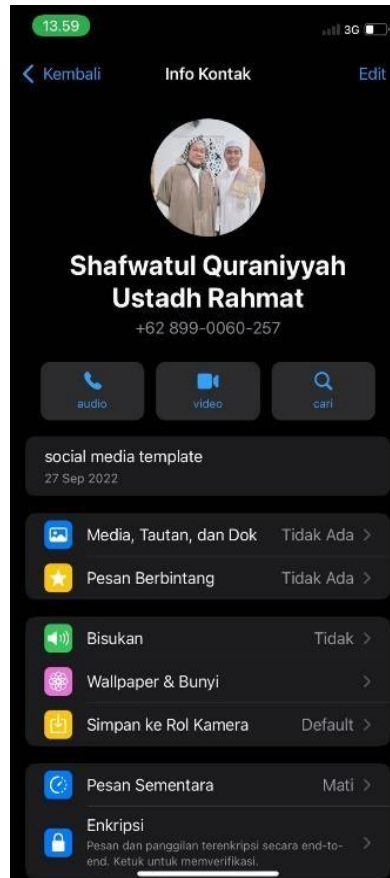 13.59
3G
Kembali
Info Kontak
Edit
Shafwatul Quraniyyah
Ustadh Rahmat
+62 899-0060-257
audio
video
cari
social media template
27 Sep 2022
Media, Tautan, dan Dok
Tidak Ada
Pesan Berbintang
Tidak Ada
Bisukan
Tidak
Wallpaper & Bunyi
Simpan ke Rol Kamera
Default
Pesan Sementara
Mati
Enkripsi
Pesan dan panggilan terenkripsi secara end-to-
end. Ketuk untuk memverifikasi.